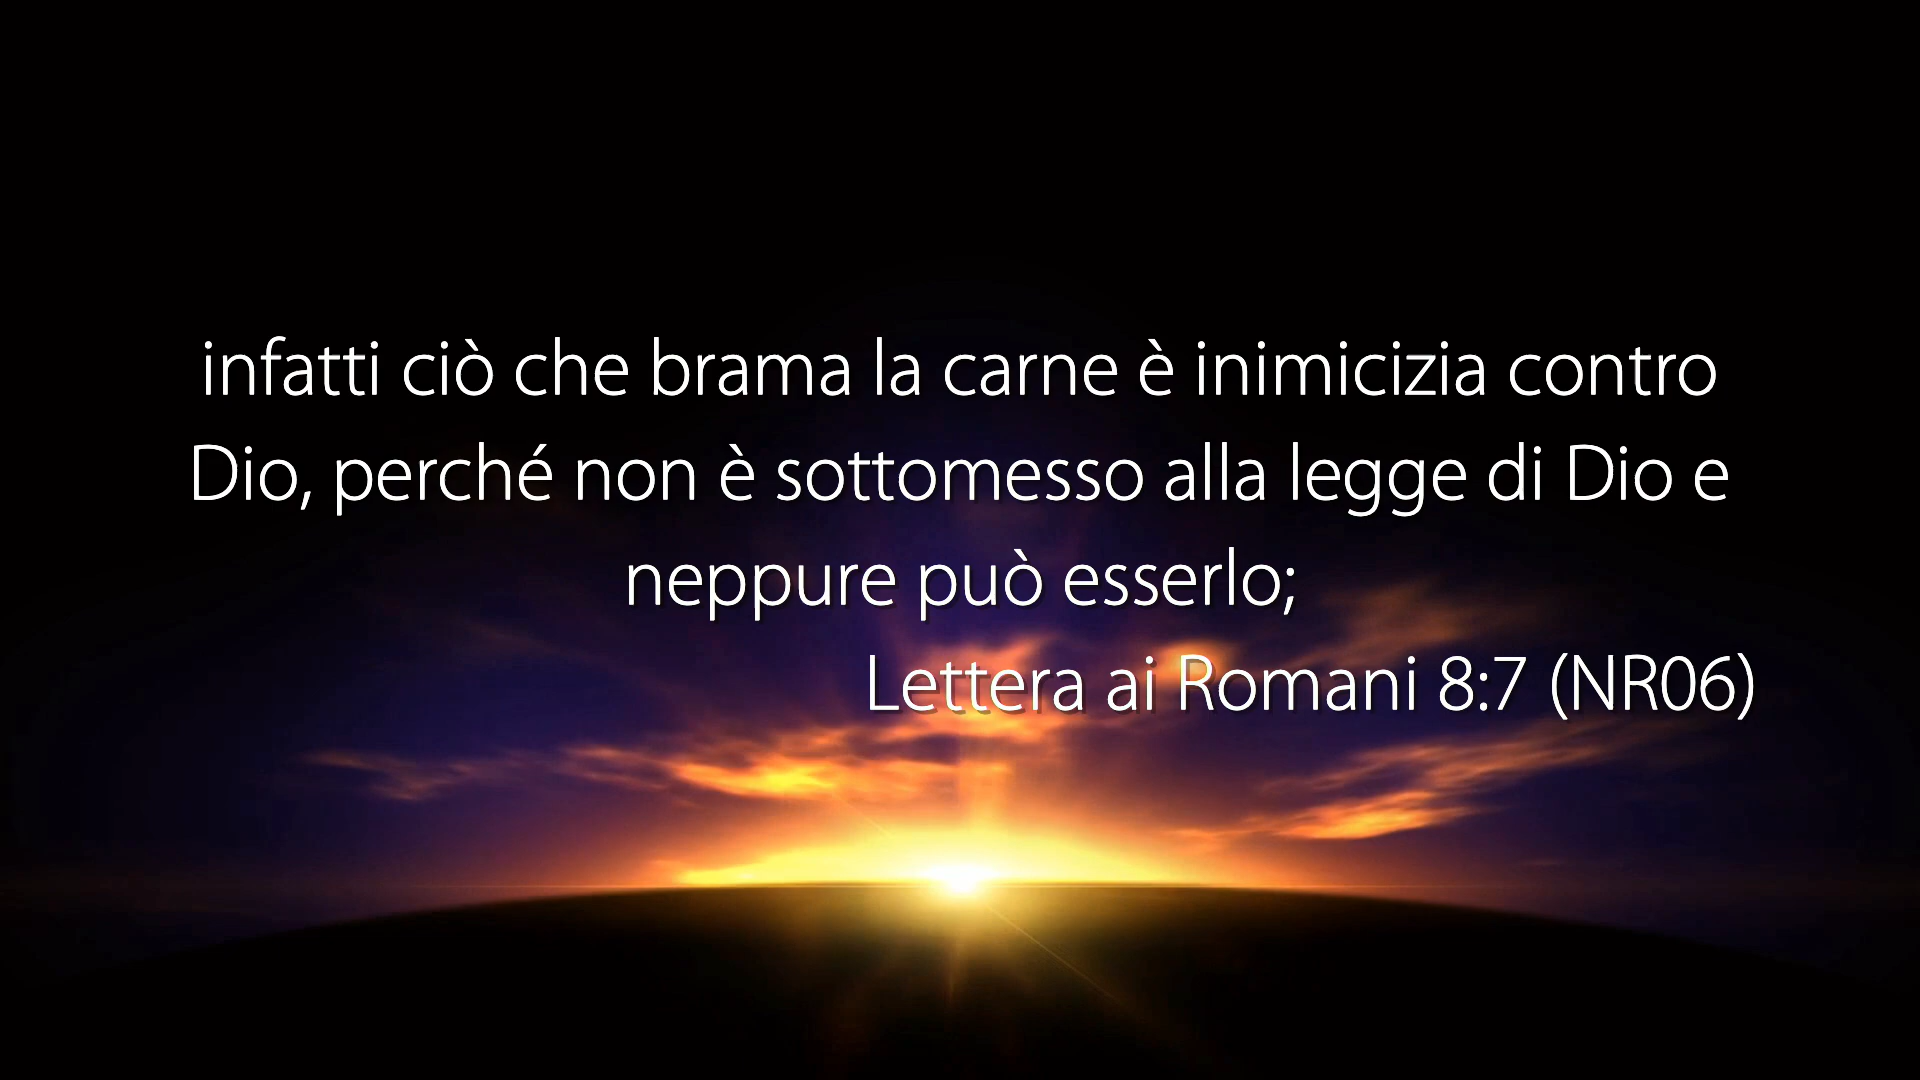 infatti ciò che brama la carne è inimicizia contro
Dio, perché non è sottomesso alla legge di Dio e
neppure può esserlo;
Lettera ai Romani 8:7 (NR06)